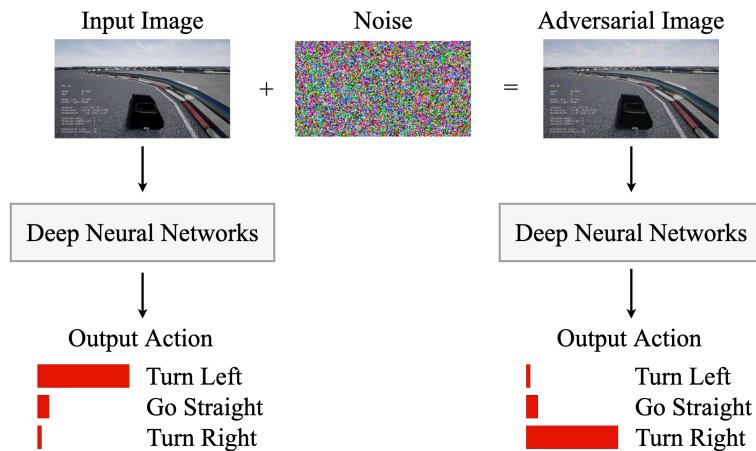 Input Image
Noise
Adversarial Image
+
=
Deep Neural Networks
Deep Neural Networks
Output Action
Output Action
Turn Left
Turn Left
Go Straight
Go Straight
Turn Right
Turn Right